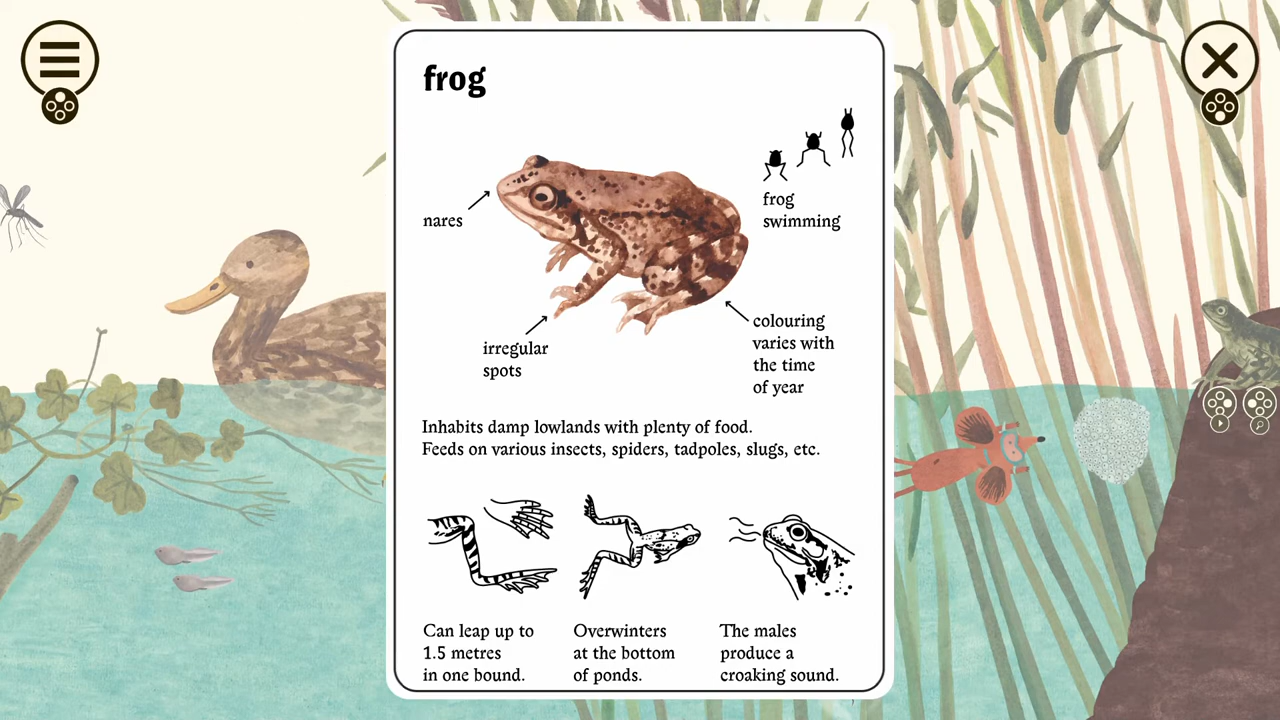 frog
frog
swimming
nares
irregular
spots
colouring
varies with
the time
of year
Inhabits damp lowlands with plenty of food.
Feeds on various insects, spiders, tadpoles, slugs, etc.
Can leap up to
1.5 metres
in one bound.
Overwinters
at the bottom
of ponds.
The males
produce a
croaking sound.